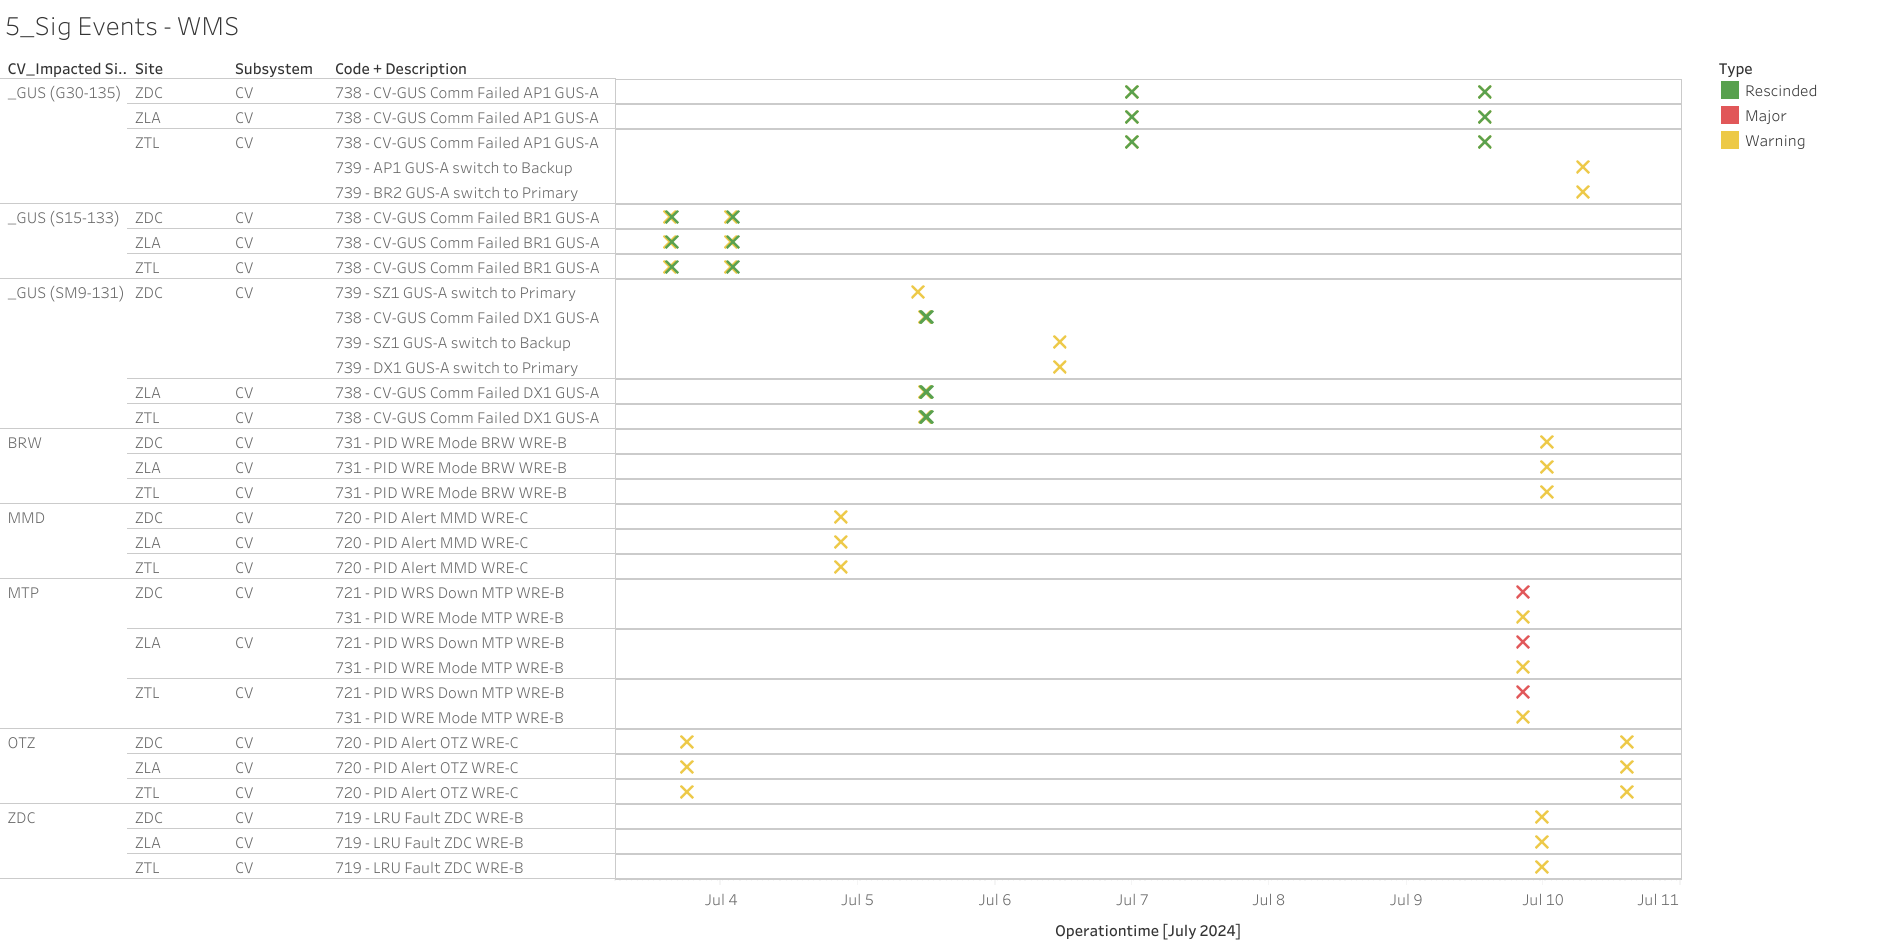 5_Sig Events - WMS
CV_Impacted Si.. Site Subsystem Code + Description
Type
_GUS (G30-135) ZDC CV 738 - CV-GUS Comm Failed AP1 GUS-A
Rescinded
ZLA CV 738 - CV-GUS Comm Failed AP1 GUS-A
Major
ZTL CV 738 - CV-GUS Comm Failed AP1 GUS-A
Warning
739 - AP1 GUS-A switch to Backup
739 - BR2 GUS-A switch to Primary
_GUS (S15-133) ZDC CV 738 - CV-GUS Comm Failed BR1 GUS-A
ZLA CV 738 - CV-GUS Comm Failed BR1 GUS-A
ZTL CV 738 - CV-GUS Comm Failed BR1 GUS-A
_GUS (SM9-131) ZDC CV 739 - SZ1 GUS-A switch to Primary
738 - CV-GUS Comm Failed DX1 GUS-A
739 - SZ1 GUS-A switch to Backup
739 - DX1 GUS-A switch to Primary
ZLA CV 738 - CV-GUS Comm Failed DX1 GUS-A
ZTL CV 738 - CV-GUS Comm Failed DX1 GUS-A
BRW ZDC CV 731 - PID WRE Mode BRW WRE-B
ZLA CV 731 - PID WRE Mode BRW WRE-B
ZTL CV 731 - PID WRE Mode BRW WRE-B
MMD ZDC CV 720 - PID Alert MMD WRE-C
ZLA CV 720 - PID Alert MMD WRE-C
ZTL CV 720 - PID Alert MMD WRE-C
MTP ZDC CV 721 - PID WRS Down MTP WRE-B
731 - PID WRE Mode MTP WRE-B
ZLA CV 721 - PID WRS Down MTP WRE-B
731 - PID WRE Mode MTP WRE-B
ZTL CV 721 - PID WRS Down MTP WRE-B
731 - PID WRE Mode MTP WRE-B
OTZ ZDC CV 720 - PID Alert OTZ WRE-C
ZLA CV 720 - PID Alert OTZ WRE-C
ZTL CV 720 - PID Alert OTZ WRE-C
ZDC ZDC CV 719 - LRU Fault ZDC WRE-B
ZLA CV 719 - LRU Fault ZDC WRE-B
ZTL CV 719 - LRU Fault ZDC WRE-B
Jul 4 Jul 5 Jul 6 Jul 7 Jul 8 Jul 9 Jul 10 Jul 11
Operationtime [July 2024]